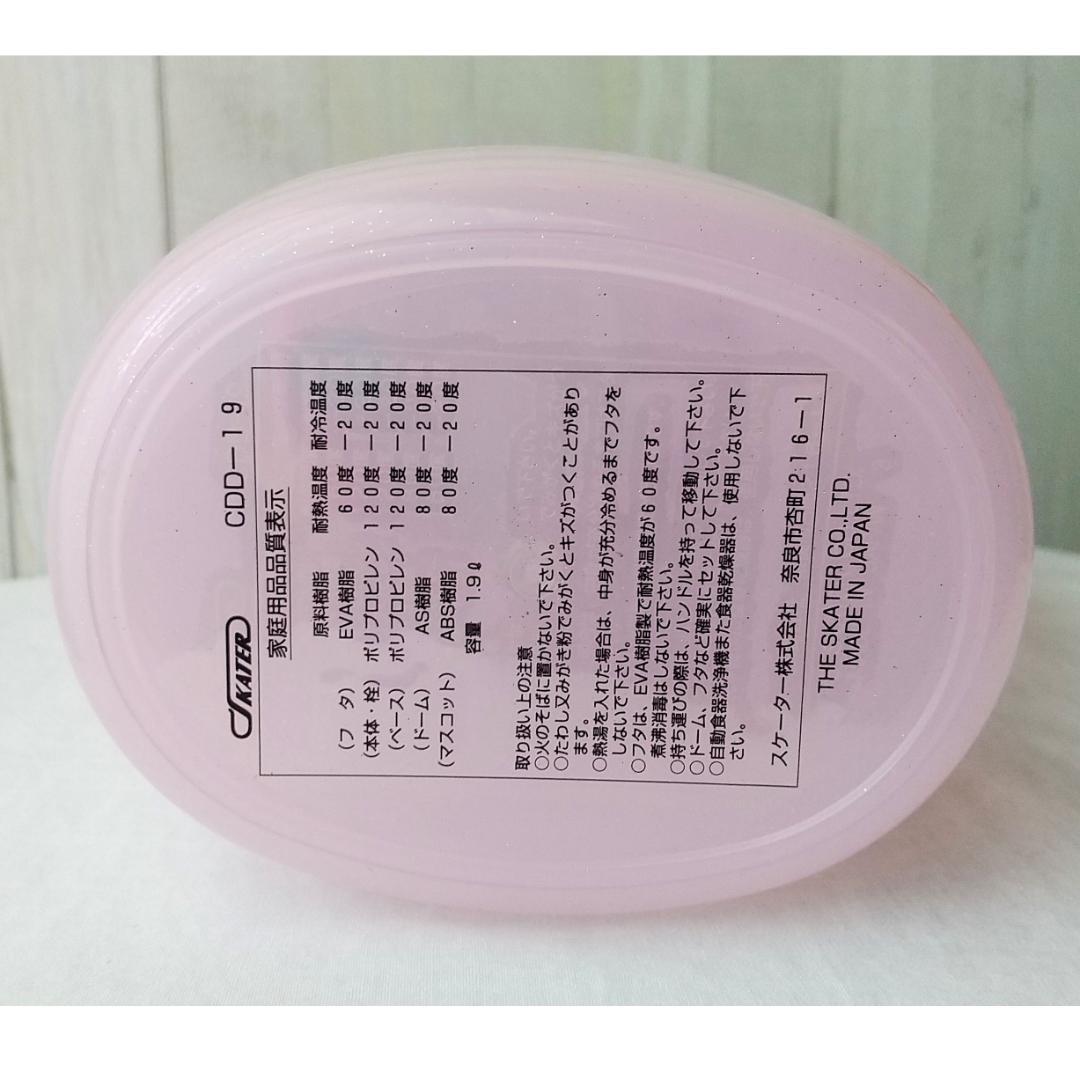 SKATER CDD-19
家庭用品品質表示
原料樹脂 耐熱温度 耐冷温度
(フタ) EVA樹脂 60度 -20度
(本体・栓) ポリプロピレン 120度 -20度
(ベース) ポリプロピレン 120度 -20度
(ドーム) AS樹脂 80度 -20度
(マスコット) ABS樹脂 80度 -20度
容量 1.9ℓ
取り扱い上の注意
○火のそばに置かないで下さい。
○たわし又みがき粉でみがくとキズがつくことがあり
ます。
○熱湯を入れた場合は、中身が充分冷めるまでフタを
しないで下さい。
○フタは、EVA樹脂製で耐熱温度が60度です。
煮沸消毒はしないで下さい。
○持ち運びの際は、ハンドルを持って移動して下さい。
○ドーム、フタなど確実にセットして下さい。
○自動食器洗浄機また食器乾燥器は、使用しないで下
さい。
スケーター株式会社 奈良市杏町216-1
THE SKATER CO.,LTD.
MADE IN JAPAN